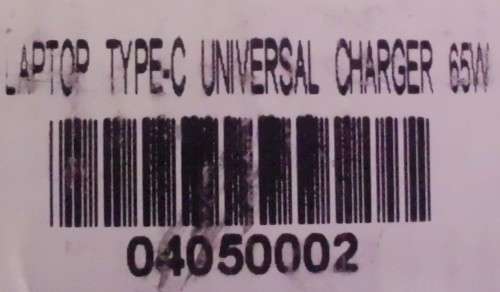 LAPTOP TYPE-C UNIVERSAL CHARGER 65W
04050002